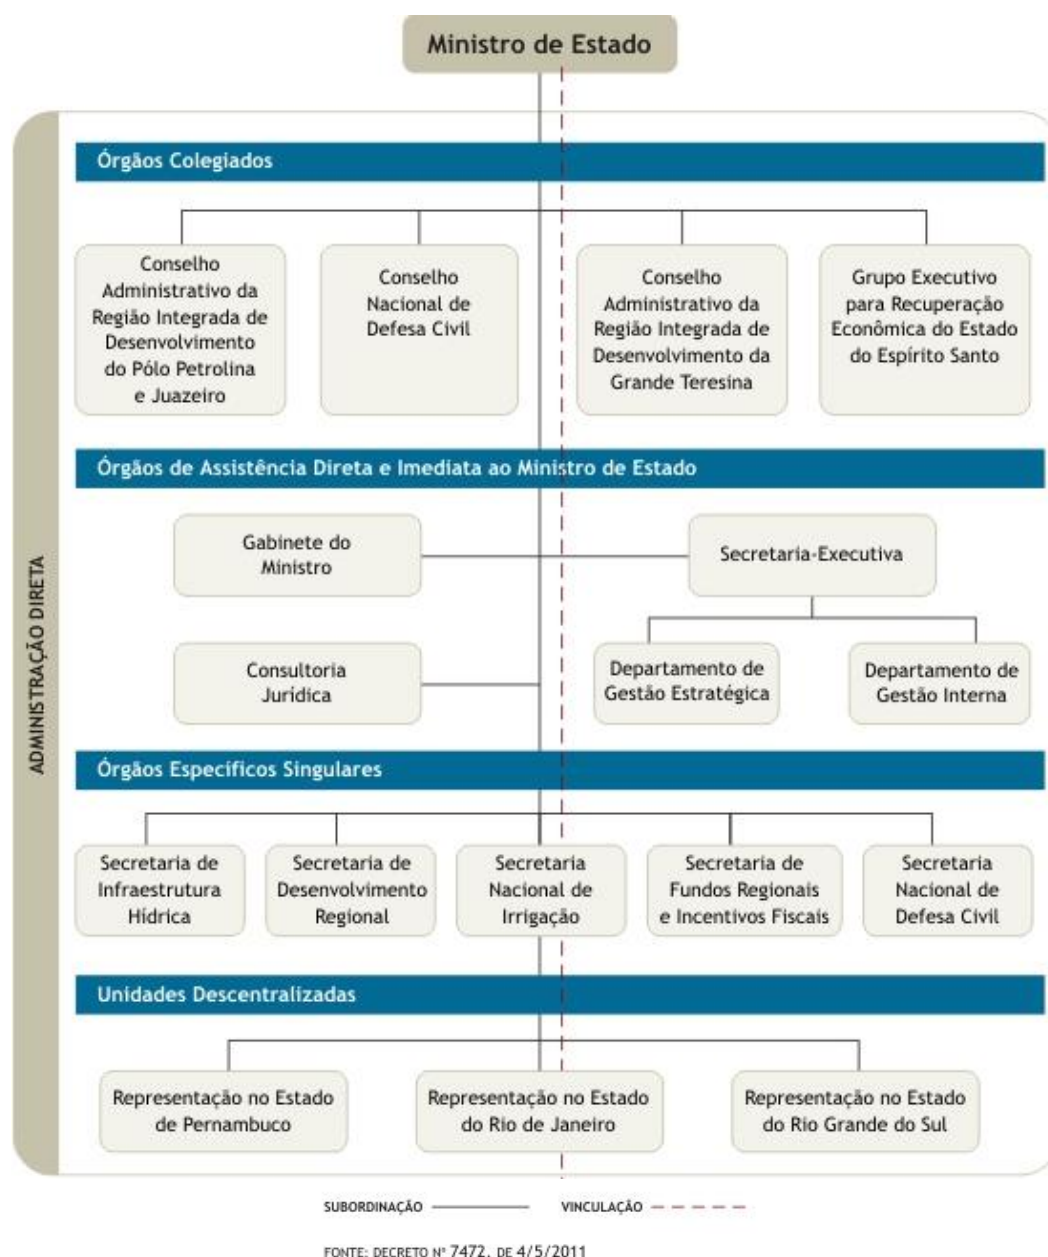 Ministro de Estado
ADMINISTRAÇÃO DIRETA
Órgãos Colegiados
Conselho
Administrativo da
Região Integrada de
Desenvolvimento
do Pólo Petrolina
e Juazeiro
Conselho
Nacional de
Defesa Civil
Conselho
Administrativo da
Região Integrada de
Desenvolvimento da
Grande Teresina
Grupo Executivo
para Recuperação
Econômica do Estado
do Espírito Santo
Órgãos de Assistência Direta e Imediata ao Ministro de Estado
Gabinete do
Ministro
Secretaria-Executiva
Consultoria
Jurídica
Departamento de
Gestão Estratégica
Departamento de
Gestão Interna
Órgãos Específicos Singulares
Secretaria de
Infraestrutura
Hídrica
Secretaria de
Desenvolvimento
Regional
Secretaria
Nacional de
Irrigação
Secretaria de
Fundos Regionais
e Incentivos Fiscais
Secretaria
Nacional de
Defesa Civil
Unidades Descentralizadas
Representação no Estado
de Pernambuco
Representação no Estado
do Rio de Janeiro
Representação no Estado
do Rio Grande do Sul
SUBORDINAÇÃO
VINCULAÇÃO
FONTE: DECRETO Nº 7472, DE 4/5/2011